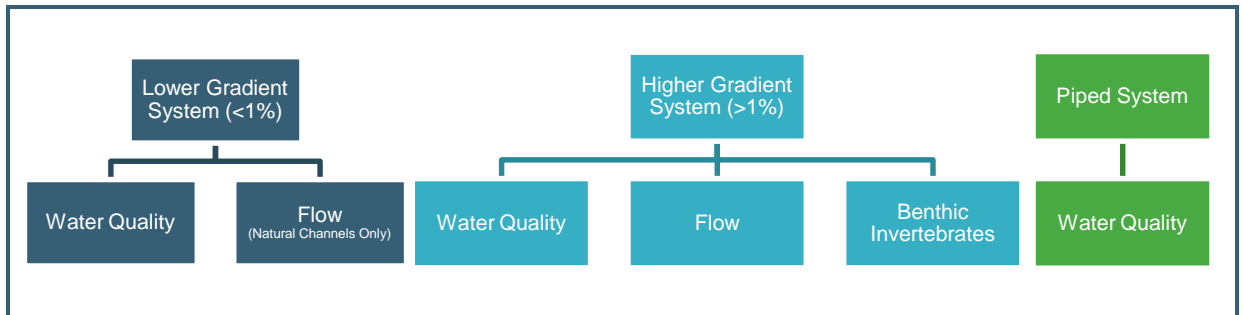 Lower Gradient
System (<1%)
Higher Gradient
System (>1%)
Piped System
Water Quality
Flow
(Natural Channels Only)
Water Quality
Flow
Benthic
Invertebrates
Water Quality